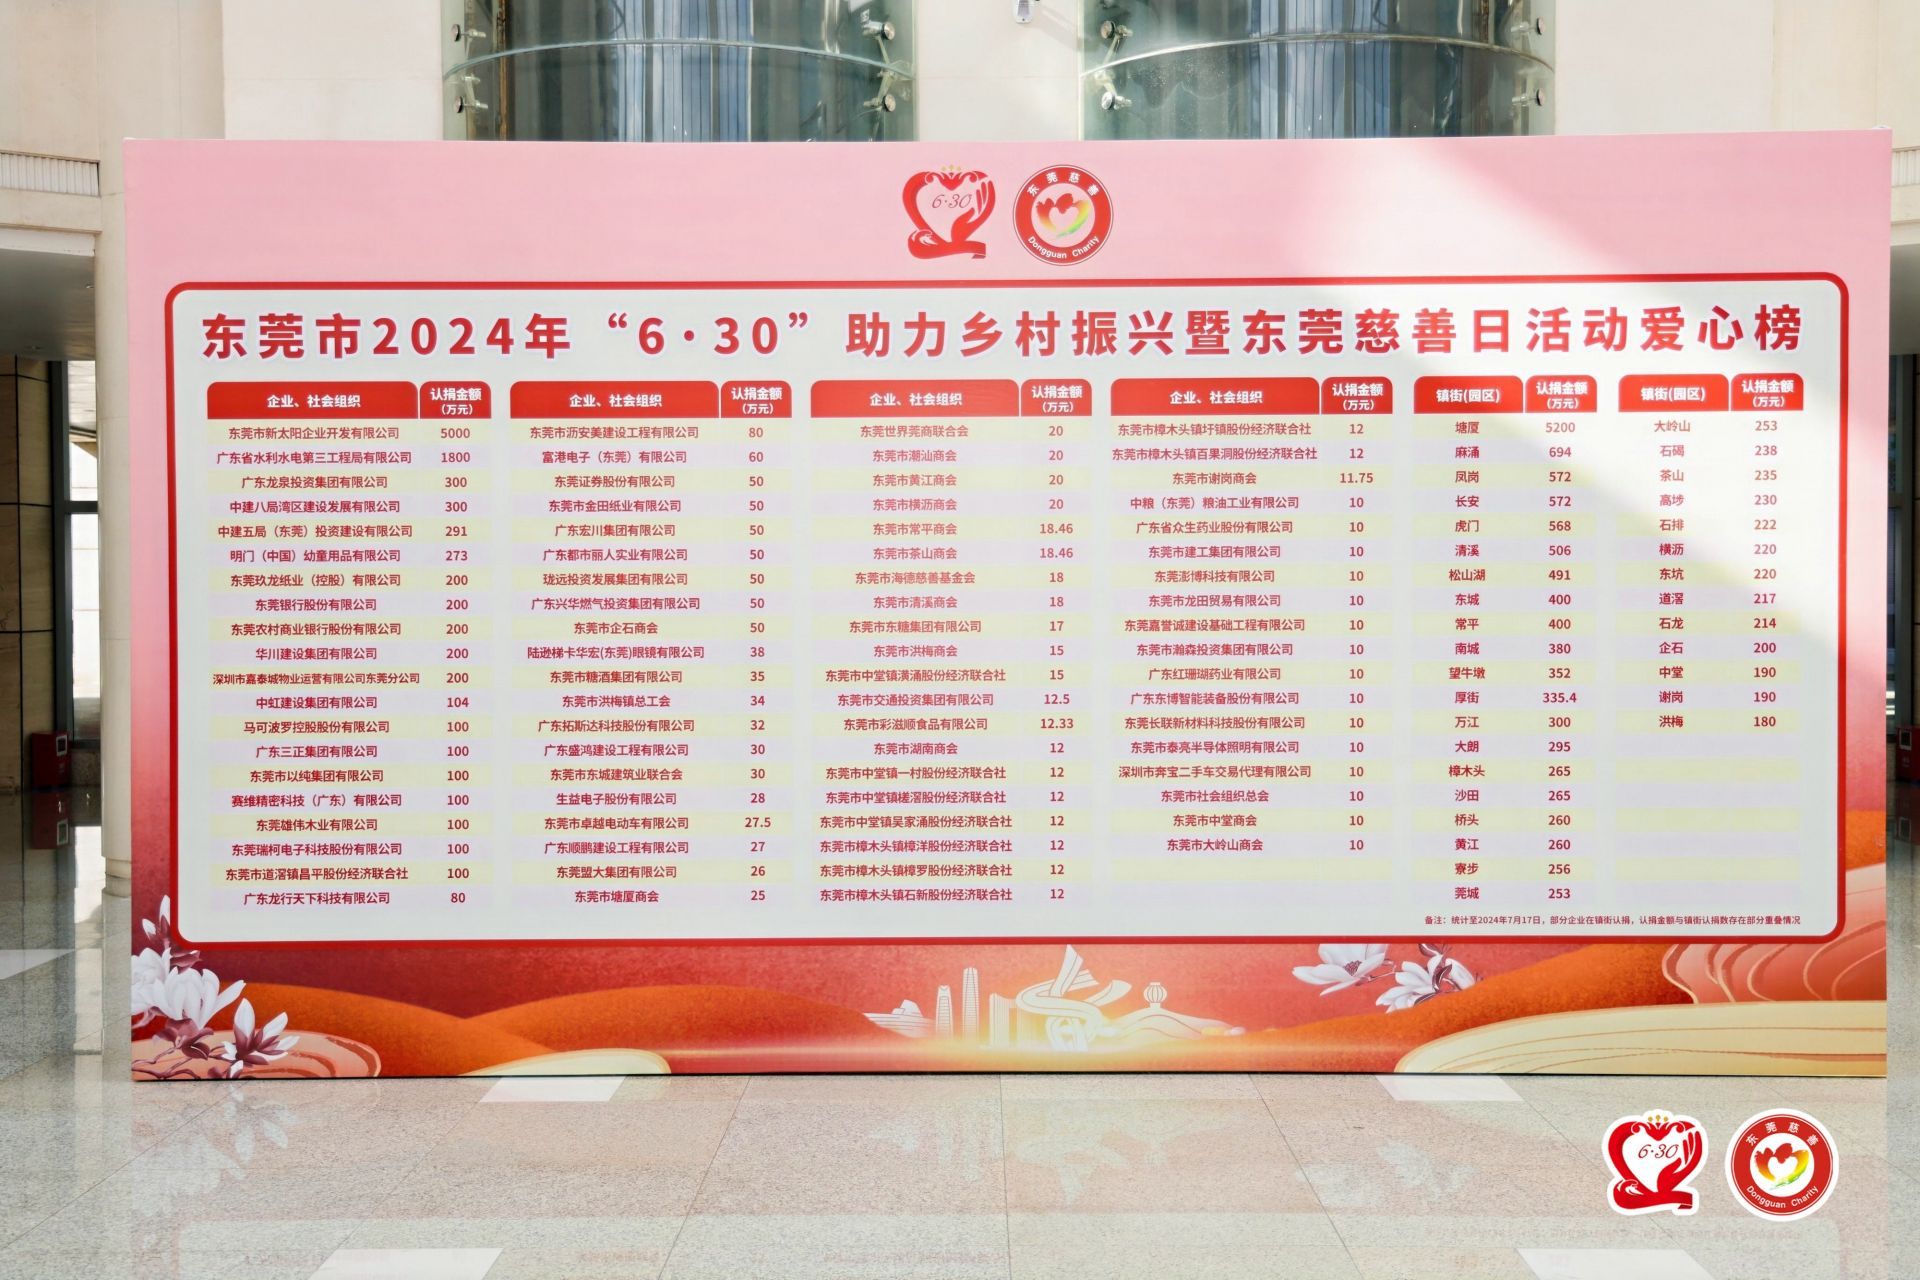 6·30
东莞慈善
Dongguan Charity
东莞市2024年“6·30”助力乡村振兴暨东莞慈善日活动爱心榜
企业、社会组织 认捐金额(万元)
东莞市新太阳企业开发有限公司 5000
广东省水利水电第三工程局有限公司 1800
广东龙泉投资集团有限公司 300
中建八局湾区建设发展有限公司 300
中建五局（东莞）投资建设有限公司 291
明门（中国）幼童用品有限公司 273
东莞玖龙纸业（控股）有限公司 200
东莞银行股份有限公司 200
东莞农村商业银行股份有限公司 200
华川建设集团有限公司 200
深圳市嘉泰城物业运营有限公司东莞分公司 200
中虹建设集团有限公司 104
马可波罗控股股份有限公司 100
广东三正集团有限公司 100
东莞市以纯集团有限公司 100
赛维精密科技（广东）有限公司 100
东莞雄伟木业有限公司 100
东莞瑞柯电子科技股份有限公司 100
东莞市道滘镇昌平股份经济联合社 100
广东龙行天下科技有限公司 80
企业、社会组织 认捐金额(万元)
东莞市沥安美建设工程有限公司 80
富港电子（东莞）有限公司 60
东莞证券股份有限公司 50
东莞市金田纸业有限公司 50
广东宏川集团有限公司 50
广东都市丽人实业有限公司 50
珑远投资发展集团有限公司 50
广东兴华燃气投资集团有限公司 50
东莞市企石商会 50
陆逊梯卡华宏(东莞)眼镜有限公司 38
东莞市糖酒集团有限公司 35
东莞市洪梅镇总工会 34
广东拓斯达科技股份有限公司 32
广东盛鸿建设工程有限公司 30
东莞市东城建筑业联合会 30
生益电子股份有限公司 28
东莞市卓越电动车有限公司 27.5
广东顺鹏建设工程有限公司 27
东莞盟大集团有限公司 26
东莞市塘厦商会 25
企业、社会组织 认捐金额(万元)
东莞世界莞商联合会 20
东莞市潮汕商会 20
东莞市黄江商会 20
东莞市横沥商会 20
东莞市常平商会 18.46
东莞市茶山商会 18.46
东莞市海德慈善基金会 18
东莞市清溪商会 18
东莞市东糖集团有限公司 17
东莞市洪梅商会 15
东莞市中堂镇潢涌股份经济联合社 15
东莞市交通投资集团有限公司 12.5
东莞市彩滋顺食品有限公司 12.33
东莞市湖南商会 12
东莞市中堂镇一村股份经济联合社 12
东莞市中堂镇槎滘股份经济联合社 12
东莞市中堂镇吴家涌股份经济联合社 12
东莞市樟木头镇樟洋股份经济联合社 12
东莞市樟木头镇樟罗股份经济联合社 12
东莞市樟木头镇石新股份经济联合社 12
企业、社会组织 认捐金额(万元)
东莞市樟木头镇圩镇股份经济联合社 12
东莞市樟木头镇百果洞股份经济联合社 12
东莞市谢岗商会 11.75
中粮（东莞）粮油工业有限公司 10
广东省众生药业股份有限公司 10
东莞市建工集团有限公司 10
东莞澎博科技有限公司 10
东莞市龙田贸易有限公司 10
东莞嘉誉诚建设基础工程有限公司 10
东莞市瀚森投资集团有限公司 10
广东红珊瑚药业有限公司 10
广东东博智能装备股份有限公司 10
东莞长联新材料科技股份有限公司 10
东莞市泰亮半导体照明有限公司 10
深圳市奔宝二手车交易代理有限公司 10
东莞市社会组织总会 10
东莞市中堂商会 10
东莞市大岭山商会 10
镇街(园区) 认捐金额(万元)
塘厦 5200
麻涌 694
凤岗 572
长安 572
虎门 568
清溪 506
松山湖 491
东城 400
常平 400
南城 380
望牛墩 352
厚街 335.4
万江 300
大朗 295
樟木头 265
沙田 265
桥头 260
黄江 260
寮步 256
莞城 253
镇街(园区) 认捐金额(万元)
大岭山 253
石碣 238
茶山 235
高埗 230
石排 222
横沥 220
东坑 220
道滘 217
石龙 214
企石 200
中堂 190
谢岗 190
洪梅 180
备注：统计至2024年7月17日，部分企业在镇街认捐，认捐金额与镇街认捐数存在部分重叠情况
6·30
东莞慈善
Dongguan Charity